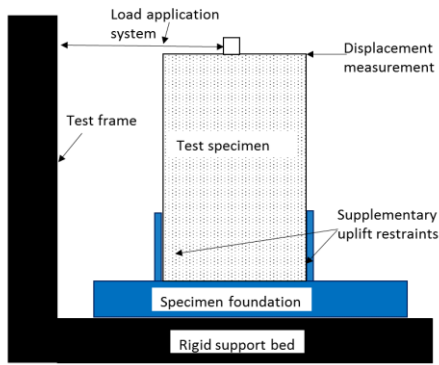 Load application
system
Displacement
measurement
Test frame
Test specimen
Supplementary
uplift restraints
Specimen foundation
Rigid support bed